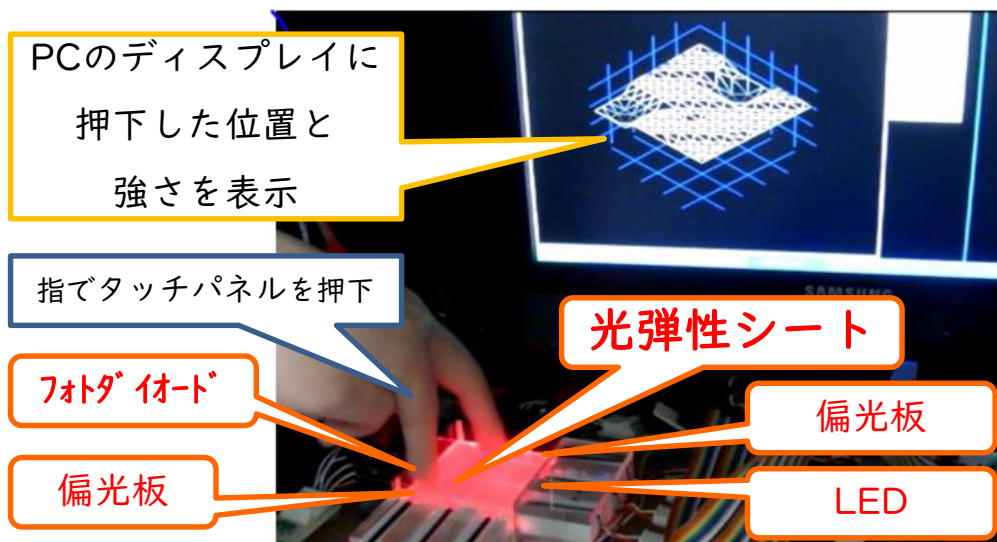 PCのディスプレイに
押下した位置と
強さを表示
指でタッチパネルを押下
SAMSUNG
光弾性シート
ﾌｫﾄﾀﾞｲｵｰﾄﾞ
偏光板
偏光板
LED